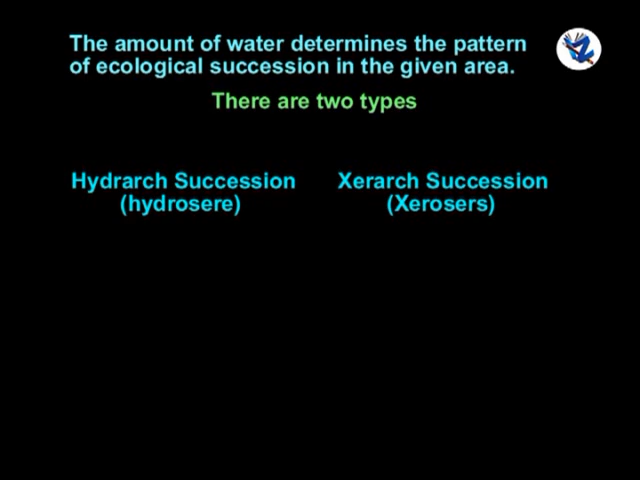 The amount of water determines the pattern
of ecological succession in the given area.
There are two types
Hydrarch Succession
(hydrosere)
Xerarch Succession
(Xerosers)